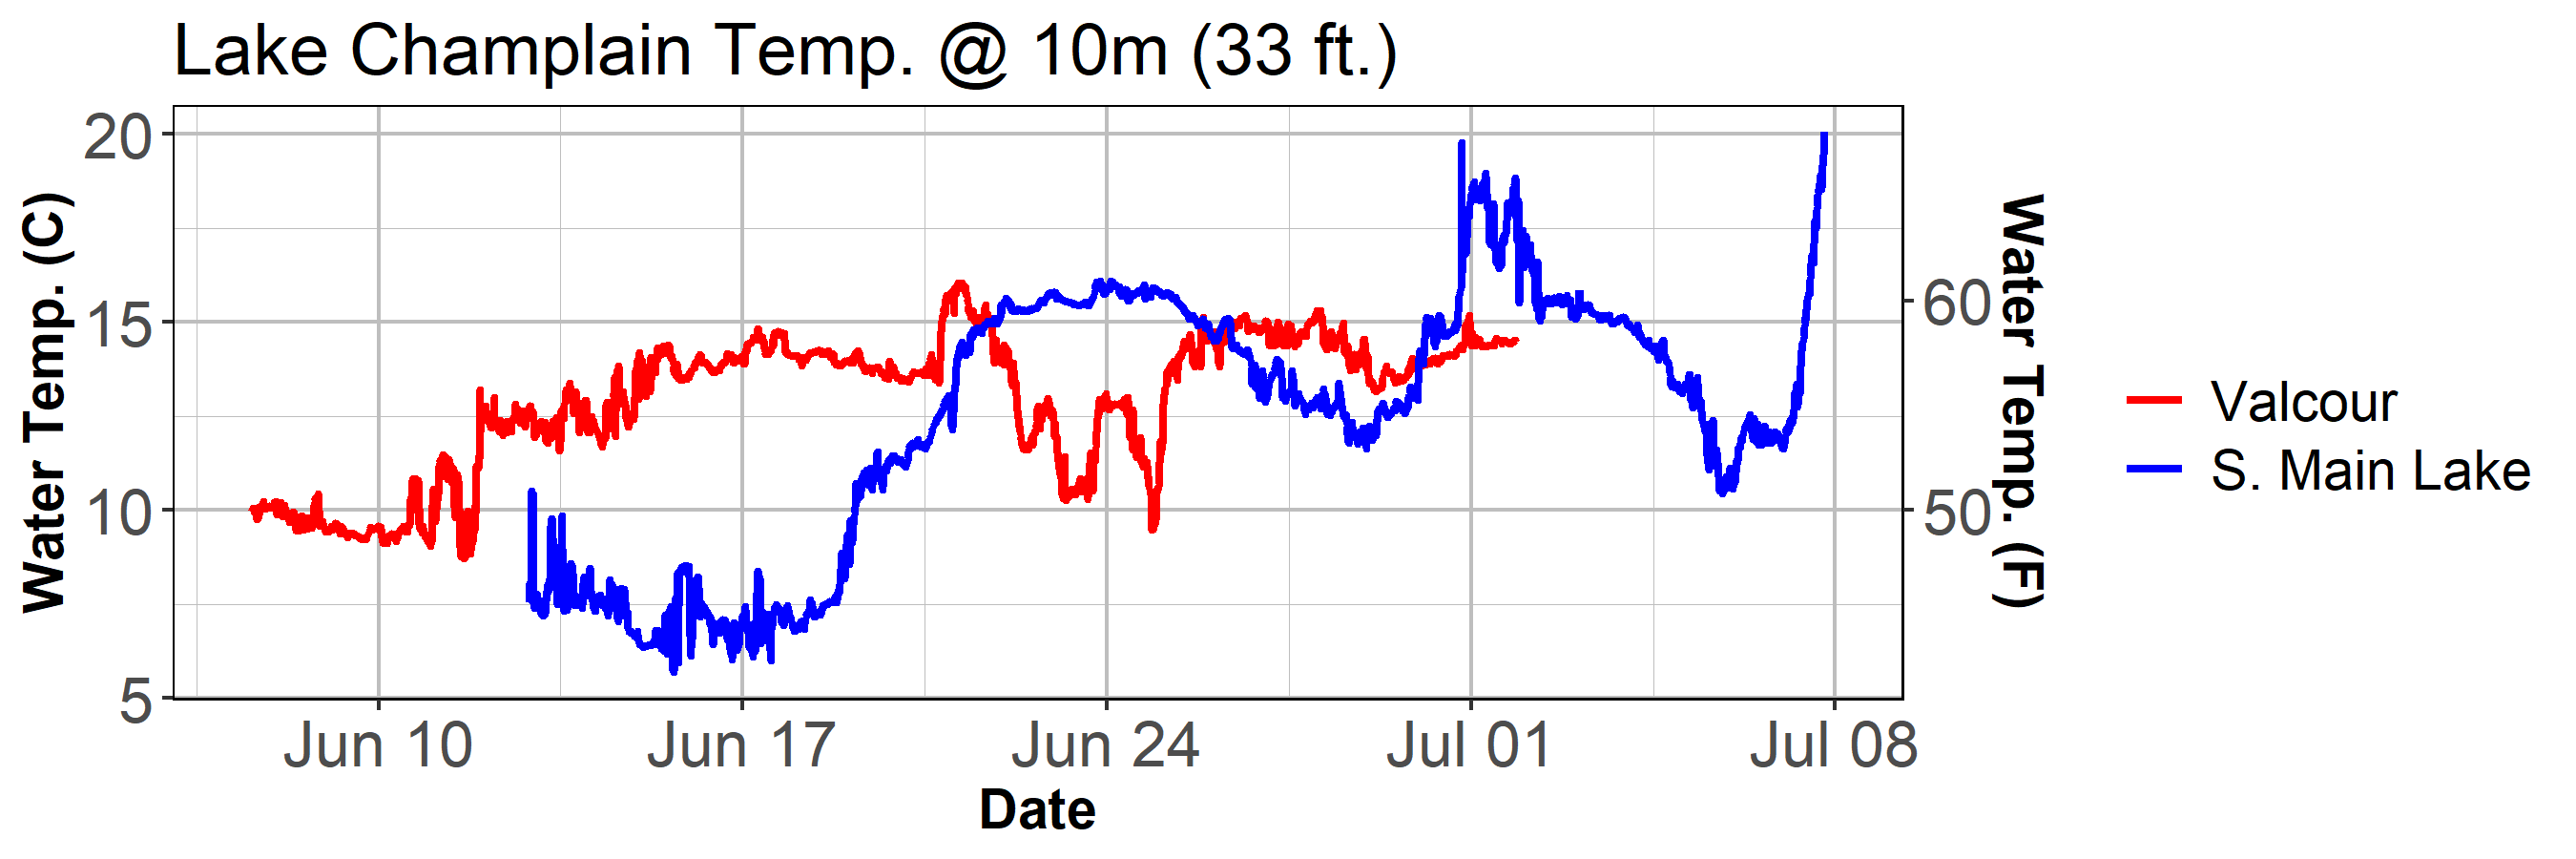 Lake Champlain Temp. @ 10m (33 ft.)
Water Temp. (C)
20
15
10
5
60
50
Water Temp. (F)
Jun 10
Jun 17
Jun 24
Jul 01
Jul 08
Date
Valcour
S. Main Lake